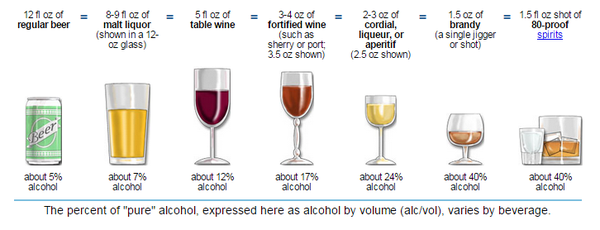 12 fl oz of
regular beer
=
8-9 fl oz of
malt liquor
(shown in a 12-
oz glass)
=
5 fl oz of
table wine
=
3-4 oz of
fortified wine
(such as
sherry or port;
3.5 oz shown)
=
2-3 oz of
cordial,
liqueur, or
aperitif
(2.5 oz shown)
=
1.5 oz of
brandy
(a single jigger
or shot)
=
1.5 fl oz shot of
80-proof
spirits
Beer
about 5%
alcohol
about 7%
alcohol
about 12%
alcohol
about 17%
alcohol
about 24%
alcohol
about 40%
alcohol
about 40%
alcohol
The percent of "pure" alcohol, expressed here as alcohol by volume (alc/vol), varies by beverage.